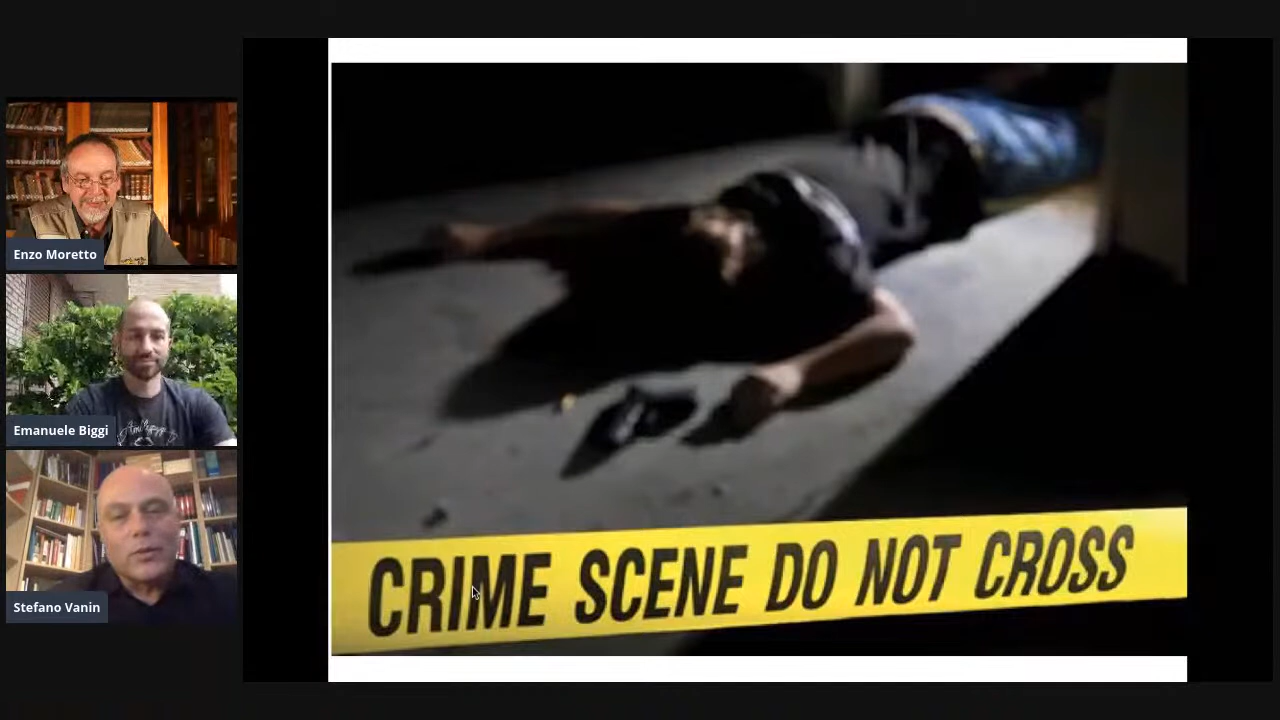 Enzo Moretto
Emanuele Biggi
Stefano Vanin
CRIME SCENE DO NOT CROSS